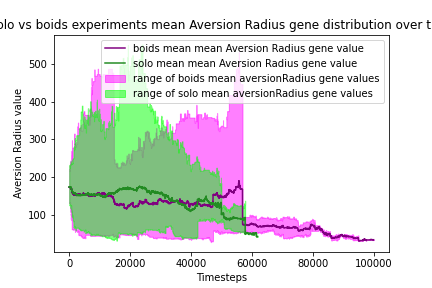 olo vs boids experiments mean Aversion Radius gene distribution over t
boids mean mean Aversion Radius gene value
solo mean mean Aversion Radius gene value
range of boids mean aversionRadius gene values
range of solo mean aversionRadius gene values
Aversion Radius value
500
400
300
200
100
0 20000 40000 60000 80000 100000
Timesteps